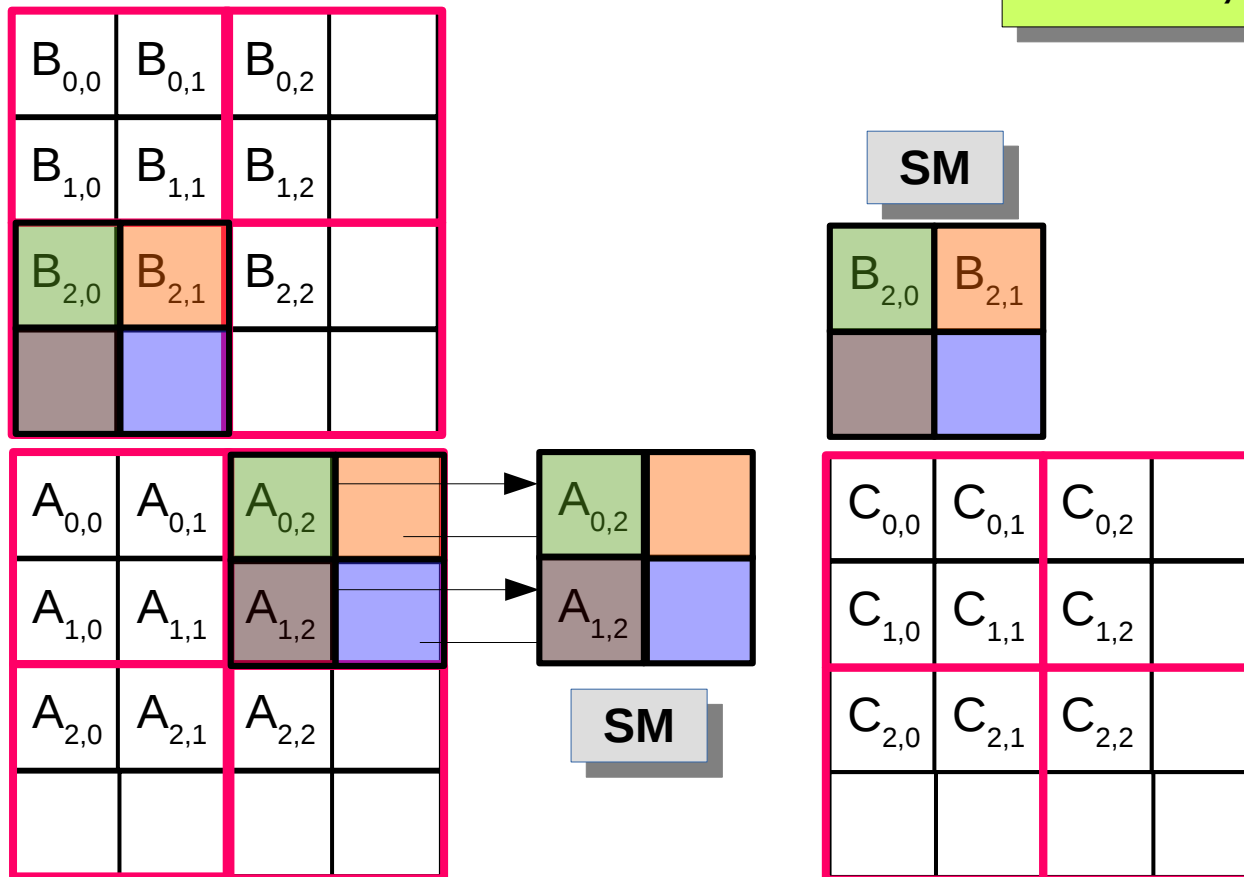 B0,0 B0,1 B0,2
B1,0 B1,1 B1,2
SM
B2,0 B2,1 B2,2
B2,0 B2,1
A0,0 A0,1 A0,2
A0,2
C0,0 C0,1 C0,2
A1,0 A1,1 A1,2
A1,2
C1,0 C1,1 C1,2
A2,0 A2,1 A2,2
SM
C2,0 C2,1 C2,2